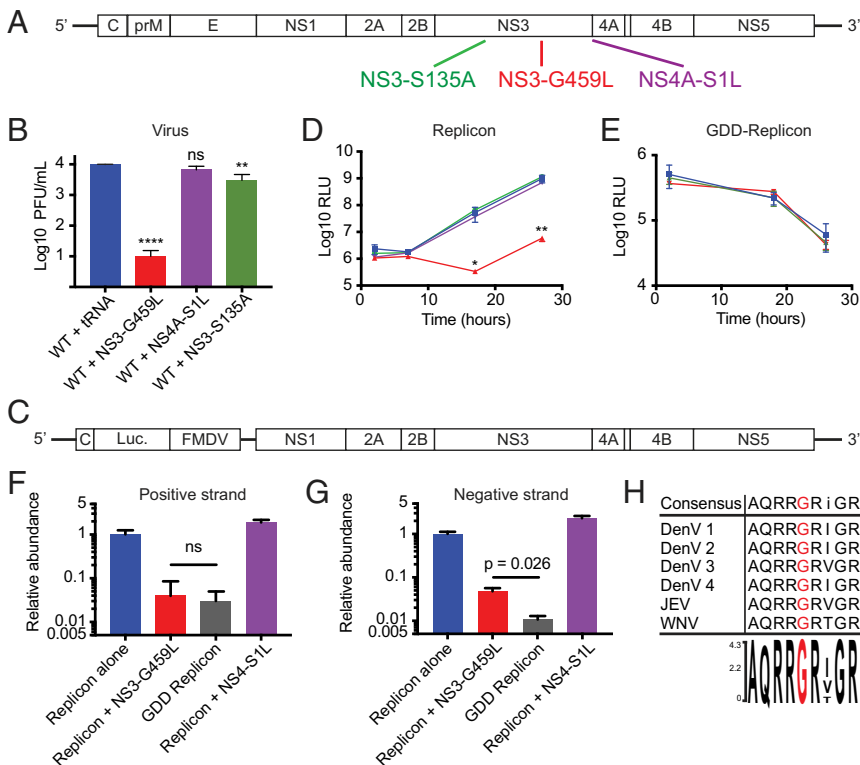 A
5’ C prM E NS1 2A 2B NS3 4A 4B NS5 3’
NS3-S135A NS3-G459L NS4A-S1L
B
Virus
Log10 PFU/mL
4
3
2
1
****
ns
**
WT + tRNA
WT + NS3-G459L
WT + NS4A-S1L
WT + NS3-S135A
D
Replicon
Log10 RLU
10
9
8
7
6
5
*
**
0 10 20 30
Time (hours)
E
GDD-Replicon
Log10 RLU
6
5
4
0 10 20 30
Time (hours)
C
5’ C Luc. FMDV NS1 2A 2B NS3 4A 4B NS5 3’
F
Positive strand
Relative abundance
5
1
0.1
0.01
0.005
ns
Replicon alone
Replicon + NS3-G459L
GDD Replicon
Replicon + NS4-S1L
G
Negative strand
Relative abundance
5
1
0.1
0.01
0.005
p = 0.026
Replicon alone
Replicon + NS3-G459L
GDD Replicon
Replicon + NS4-S1L
H
Consensus AQRRGRiGR
DenV 1 AQRRGRIGR
DenV 2 AQRRGRIGR
DenV 3 AQRRGRVGR
DenV 4 AQRRGRIGR
JEV AQRRGRVGR
WNV AQRRGRTGR
4.3
2.2
0
AQRRGRIGR
V
T